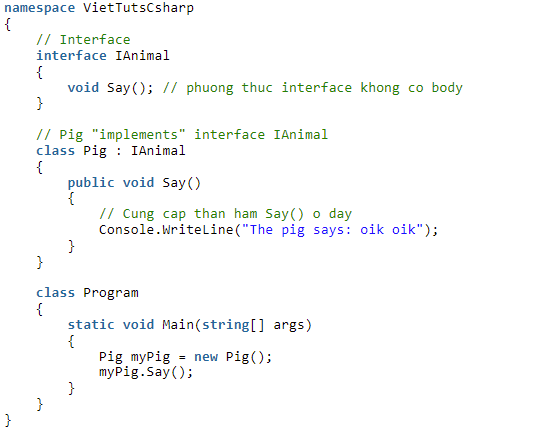 namespace VietTutsCsharp
{
    // Interface
    interface IAnimal
    {
        void Say(); // phuong thuc interface khong co body
    }

    // Pig "implements" interface IAnimal
    class Pig : IAnimal
    {
        public void Say()
        {
            // Cung cap than ham Say() o day
            Console.WriteLine("The pig says: oik oik");
        }
    }

    class Program
    {
        static void Main(string[] args)
        {
            Pig myPig = new Pig();
            myPig.Say();
        }
    }
}